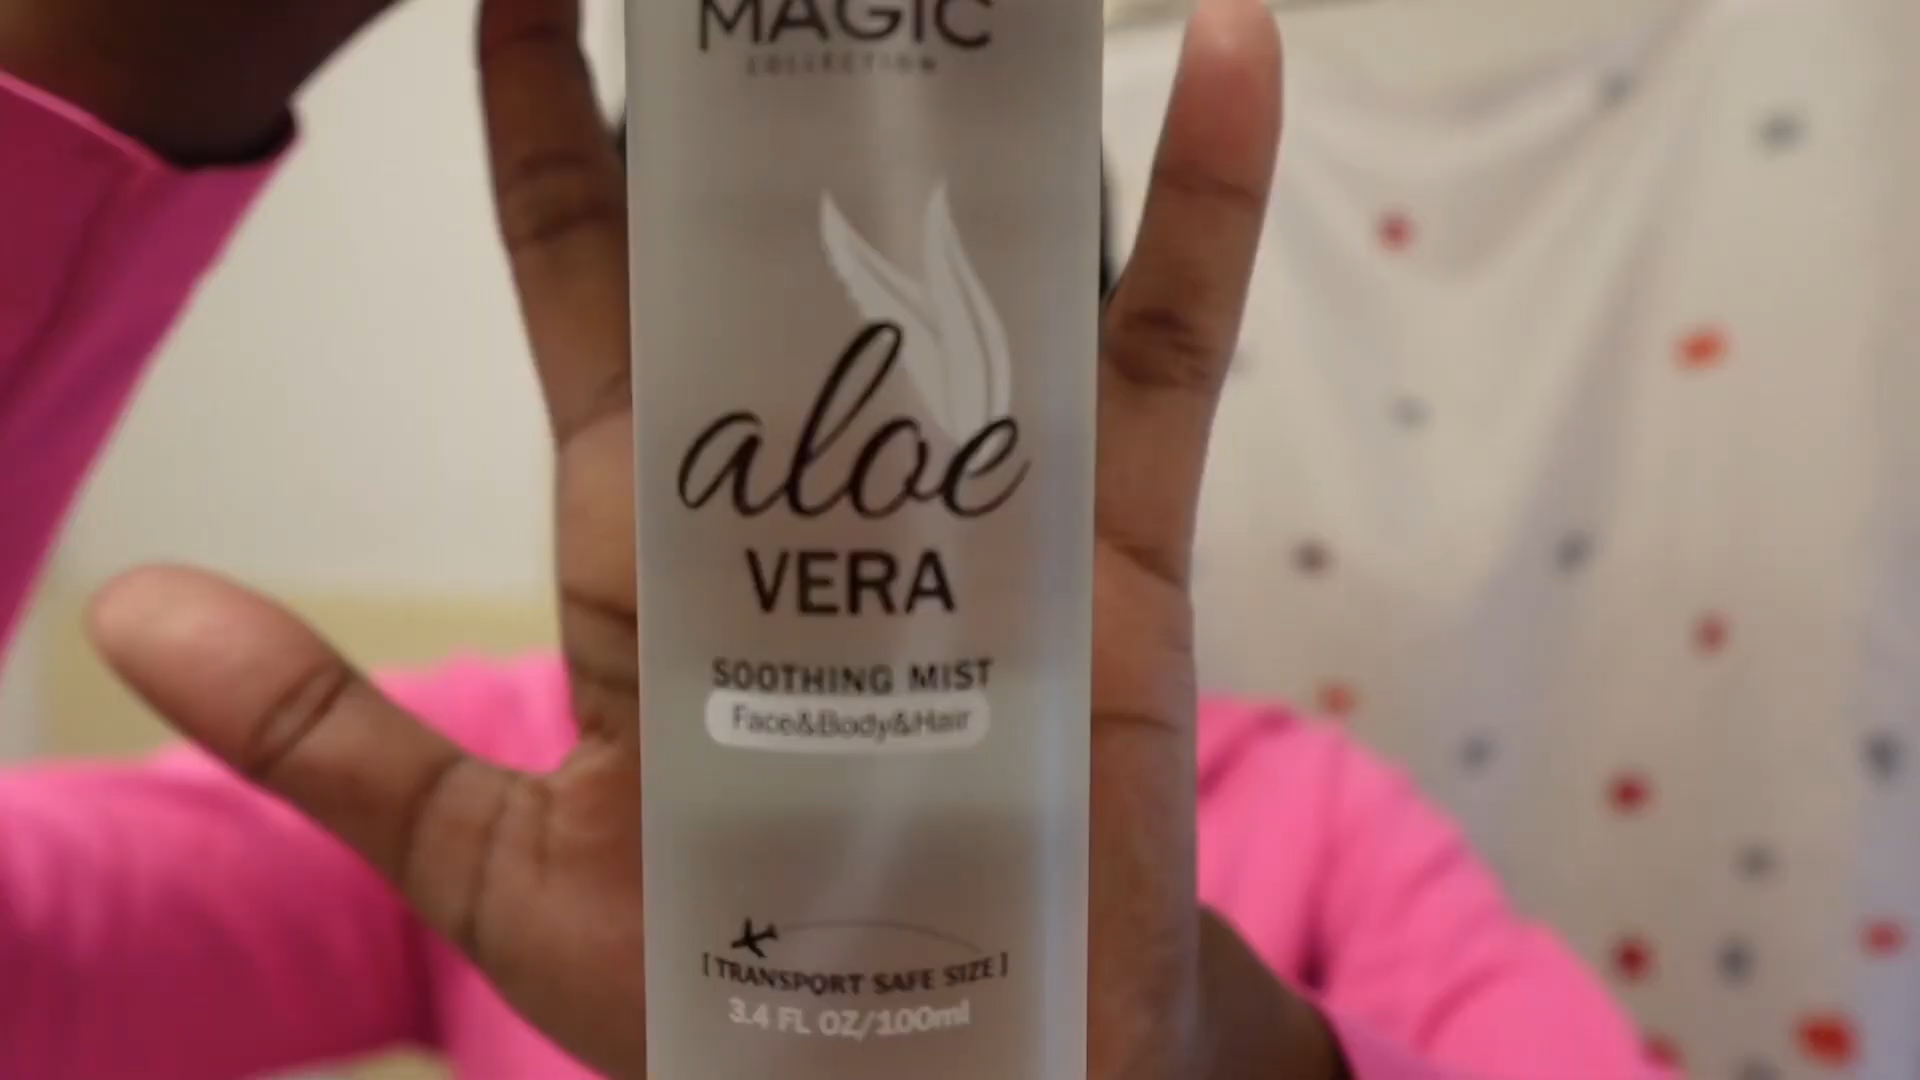 MAGIC
COLLECTION
aloe
VERA
SOOTHING MIST
Face&Body&Hair
[ TRANSPORT SAFE SIZE ]
3.4 FL OZ/100ml